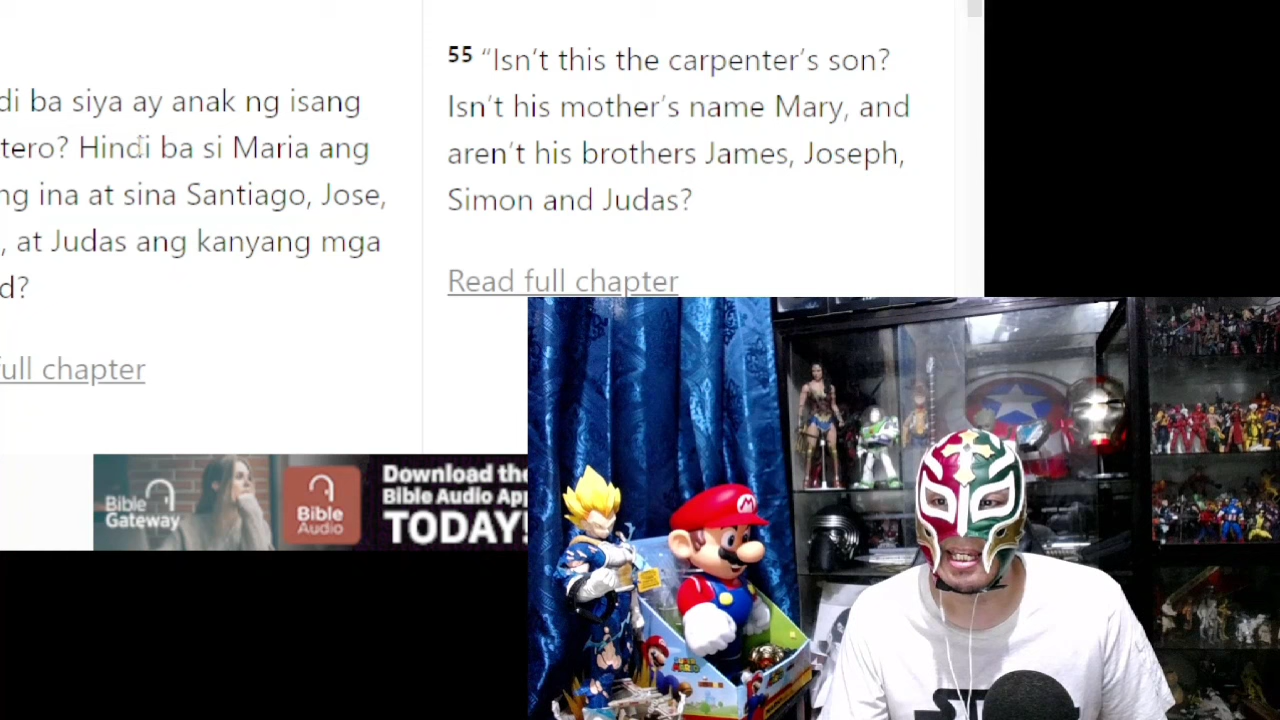 di ba siya ay anak ng isang
tero? Hindi ba si Maria ang
ng ina at sina Santiago, Jose,
, at Judas ang kanyang mga
d?
full chapter
55 “Isn’t this the carpenter’s son?
Isn’t his mother’s name Mary, and
aren’t his brothers James, Joseph,
Simon and Judas?
Read full chapter
Bible
Gateway
Bible
Audio
Download the
Bible Audio App
TODAY!
M